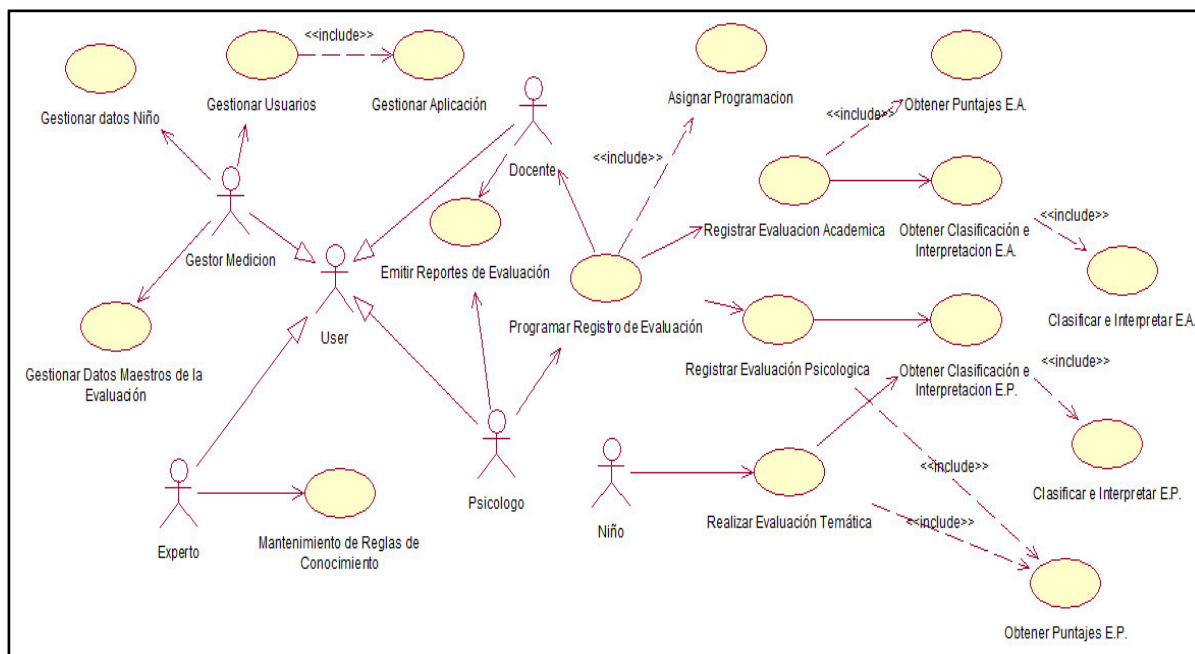 <<include>>
Gestionar datos Niño
Gestionar Usuarios
Gestionar Aplicación
Asignar Programacion
Obtener Puntajes E.A.
<<include>>
<<include>>
Docente
Gestor Medicion
Emitir Reportes de Evaluación
Registrar Evaluacion Academica
Obtener Clasificación e
Interpretacion E.A.
<<include>>
User
Programar Registro de Evaluación
Clasificar e Interpretar E.A.
Gestionar Datos Maestros de la
Evaluación
Registrar Evaluación Psicologica
Obtener Clasificación e
Interpretacion E.P.
<<include>>
<<include>>
Clasificar e Interpretar E.P.
Psicologo
Niño
Realizar Evaluación Temática
<<include>>
Experto
Mantenimiento de Reglas de
Conocimiento
Obtener Puntajes E.P.